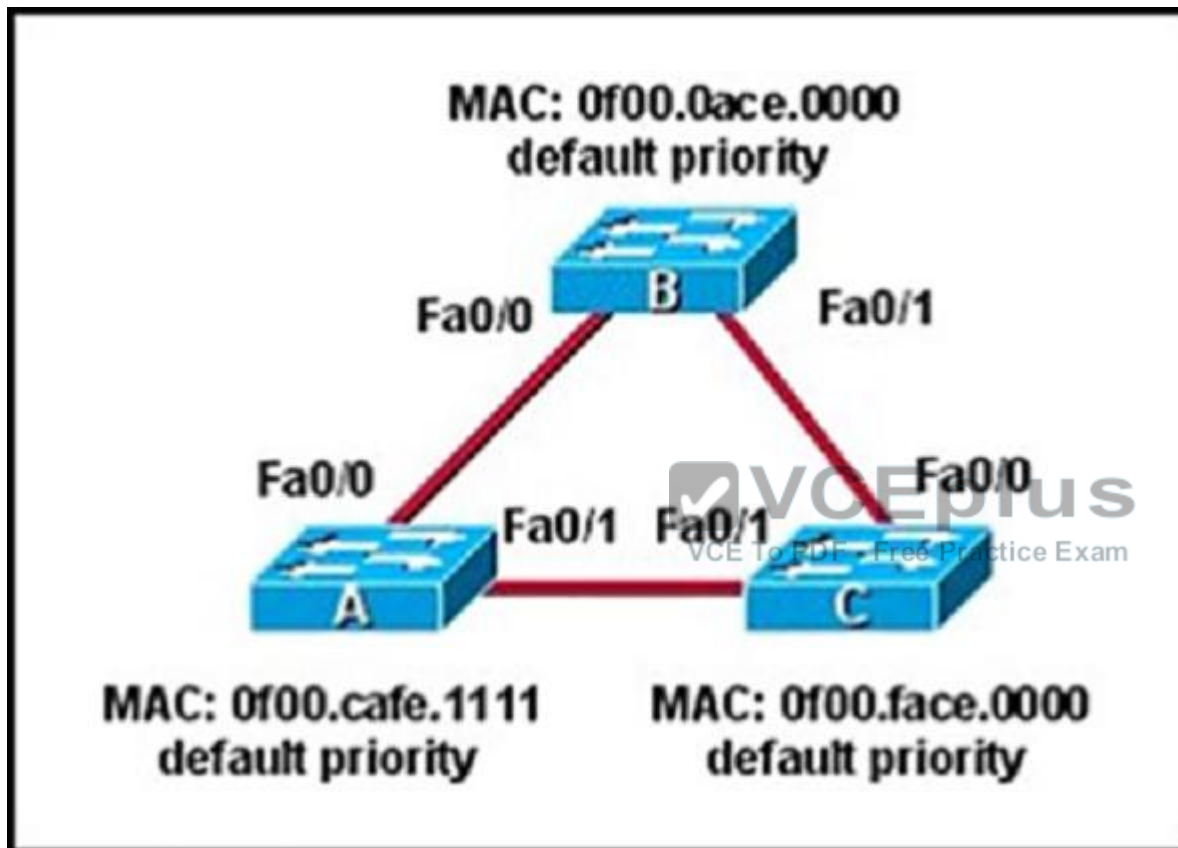 MAC: 0f00.0ace.0000
default priority
B
Fa0/0
Fa0/1
Fa0/0
Fa0/0
Fa0/1
Fa0/1
VCEplus
VCE To PDF - Free Practice Exam
A
C
MAC: 0f00.cafe.1111
default priority
MAC: 0f00.face.0000
default priority